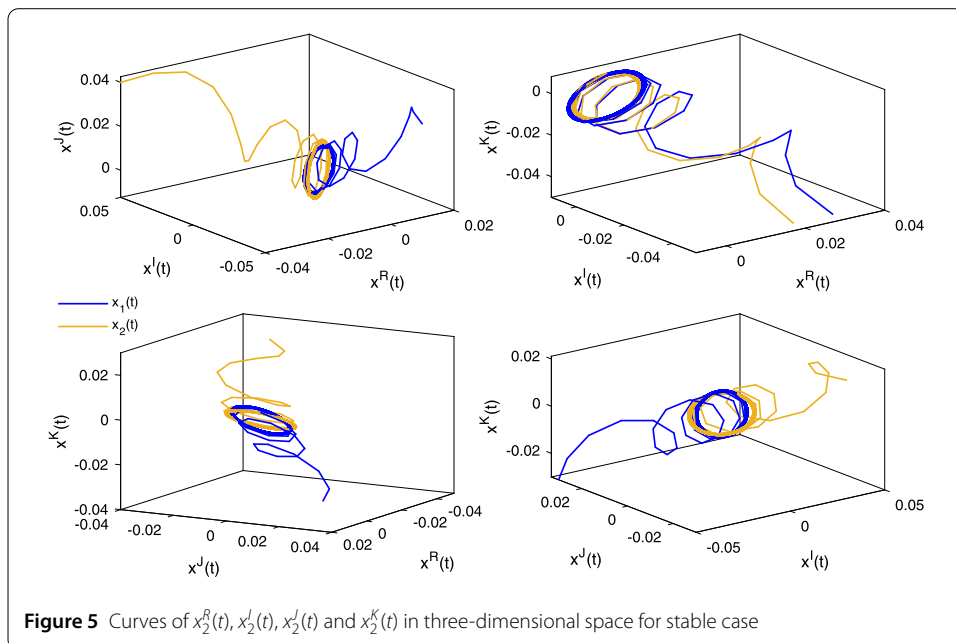 0.04
0.02
0
x^J(t)
0.05
0
-0.05
x^I(t)
-0.04
-0.02
0
0.02
x^R(t)
0
-0.02
-0.04
x^K(t)
0
-0.02
-0.04
x^I(t)
0
0.02
0.04
x^R(t)
x_1(t)
x_2(t)
0.02
0
-0.02
-0.04
x^K(t)
-0.04
-0.02
0
0.02
0.04
x^J(t)
0.02
0
-0.02
-0.04
x^R(t)
0.02
0
-0.02
x^K(t)
0.02
0
-0.02
x^J(t)
-0.05
0
0.05
x^I(t)
Figure 5 Curves of x_2^R(t), x_2^I(t), x_2^J(t) and x_2^K(t) in three-dimensional space for stable case